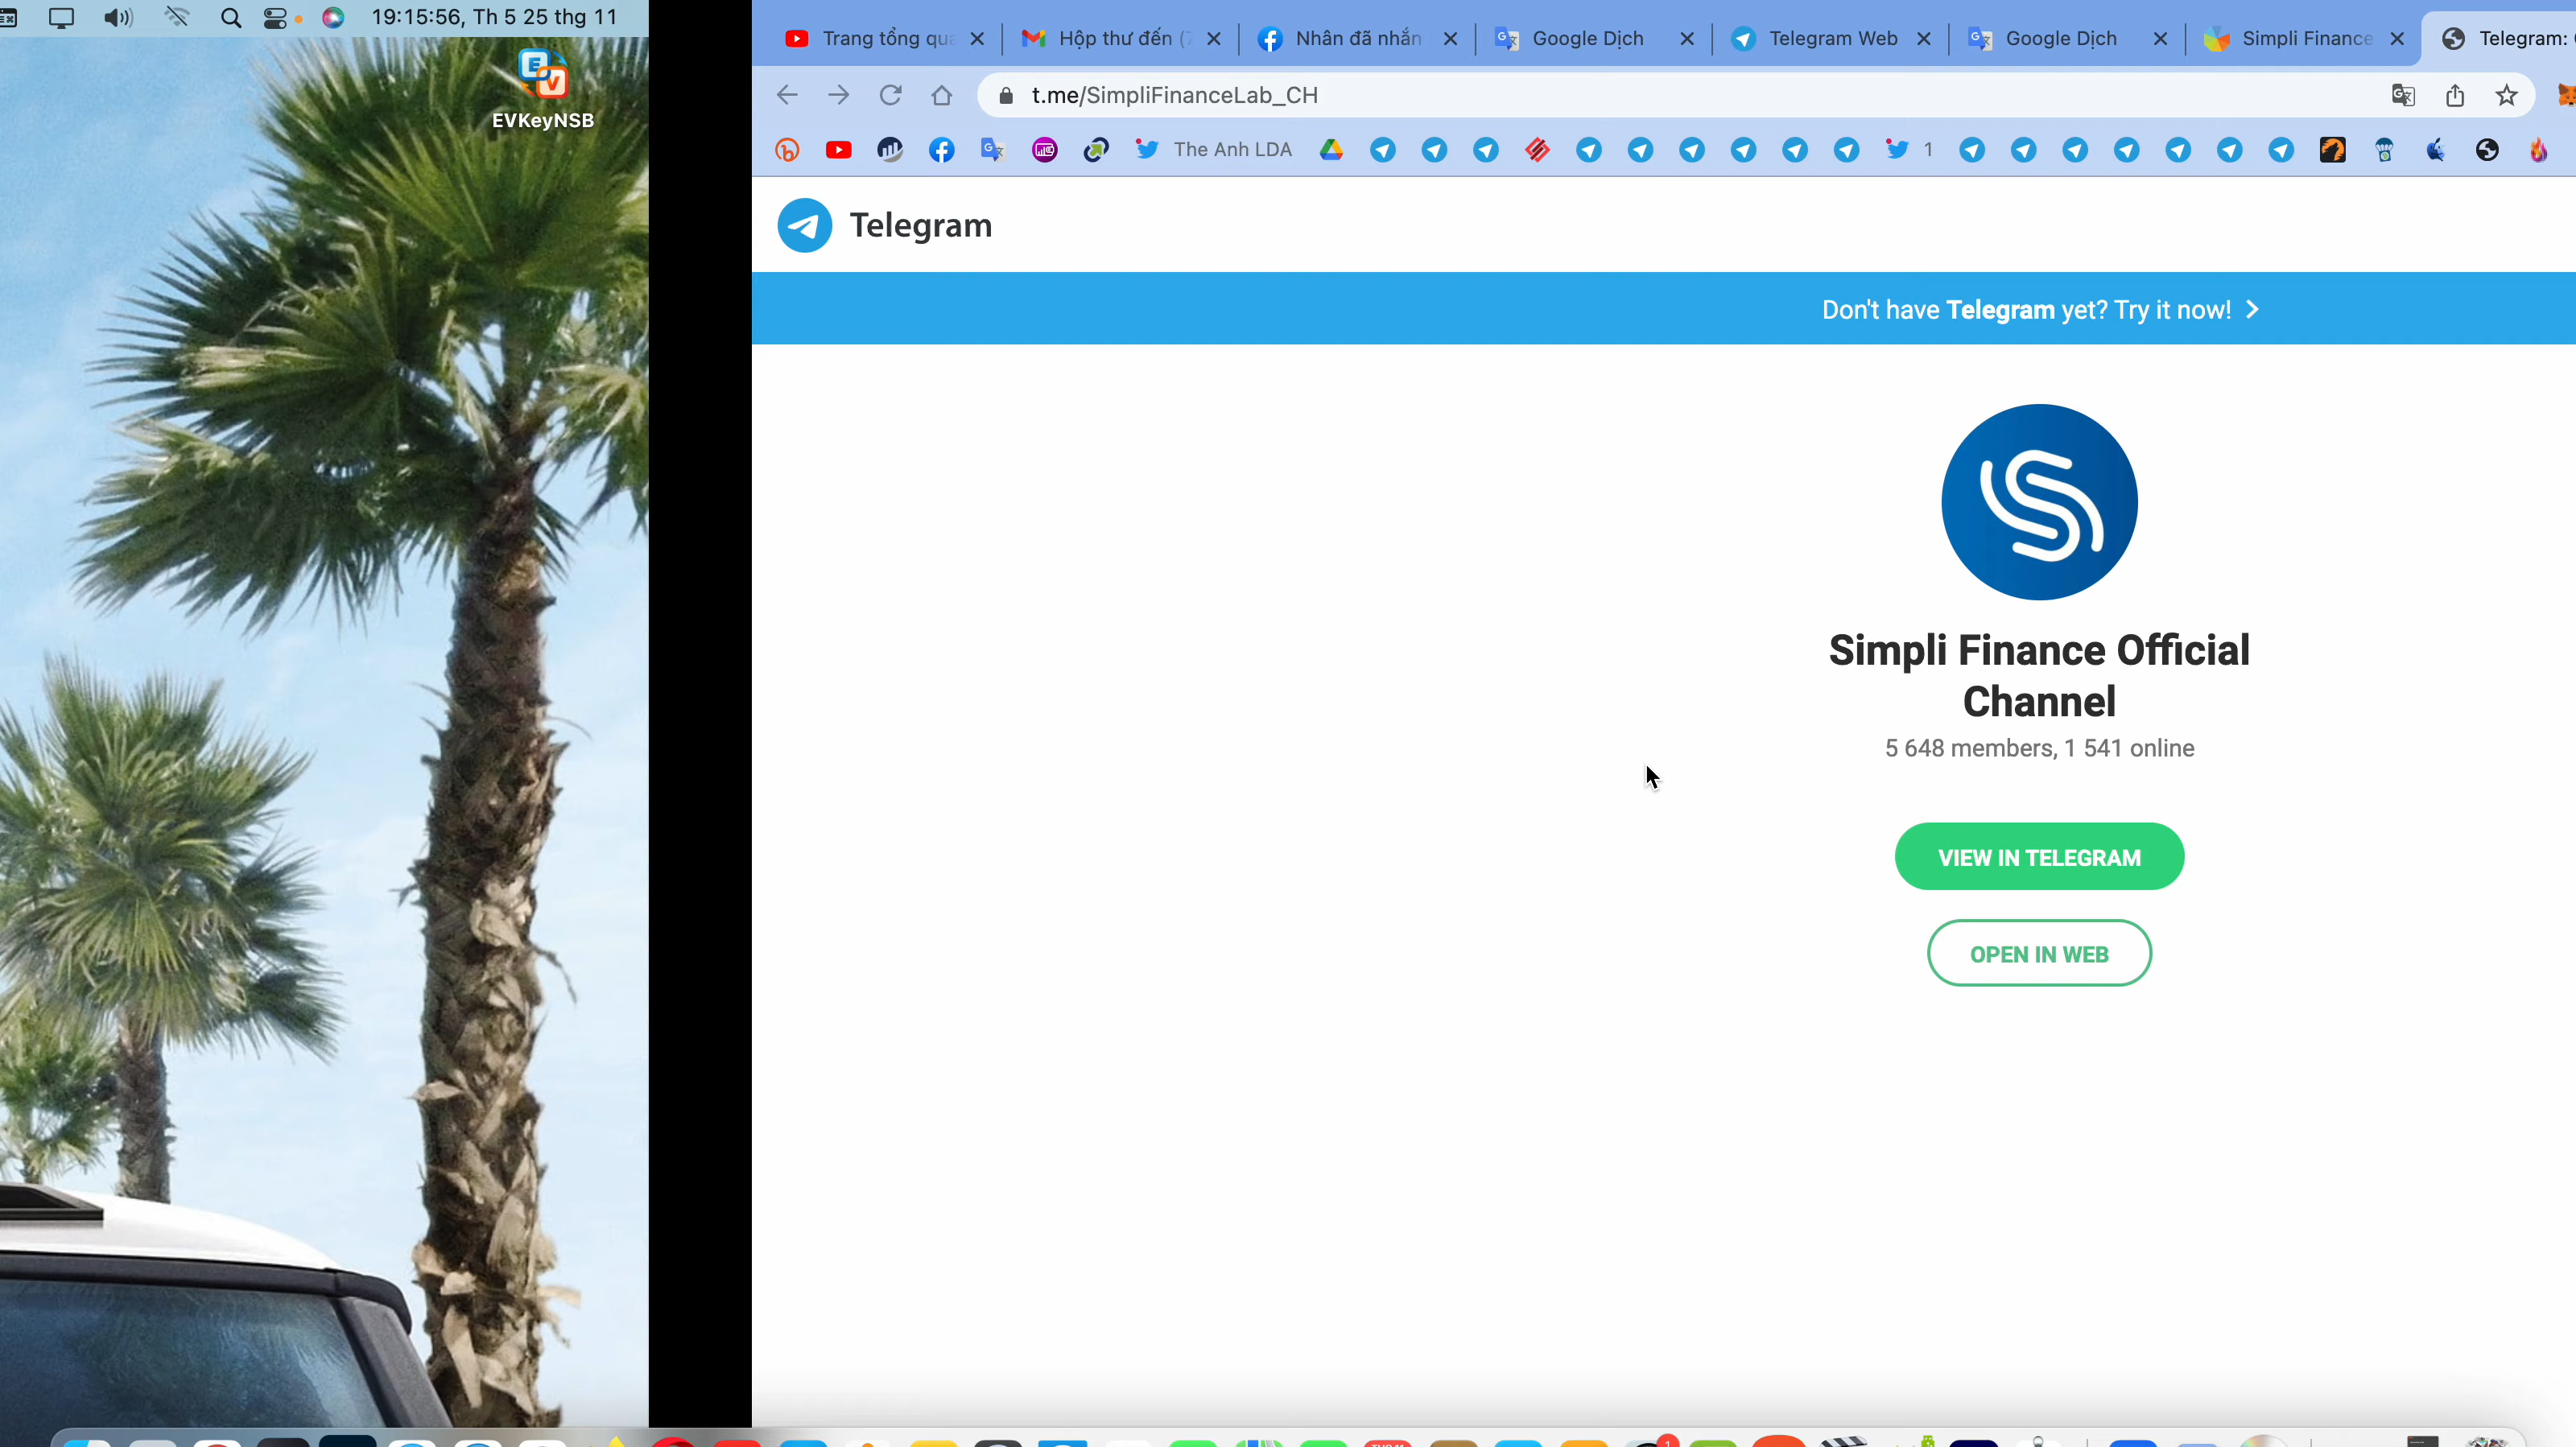 19:15:56, Th 5 25 thg 11
EVKeyNSB
Trang tổng qua
Hộp thư đến (
Nhân đã nhắn
Google Dịch
Telegram Web
Google Dịch
Simpli Finance
Telegram:
t.me/SimpliFinanceLab_CH
The Anh LDA
1
Telegram
Don't have Telegram yet? Try it now!
Simpli Finance Official
Channel
5 648 members, 1 541 online
VIEW IN TELEGRAM
OPEN IN WEB
1